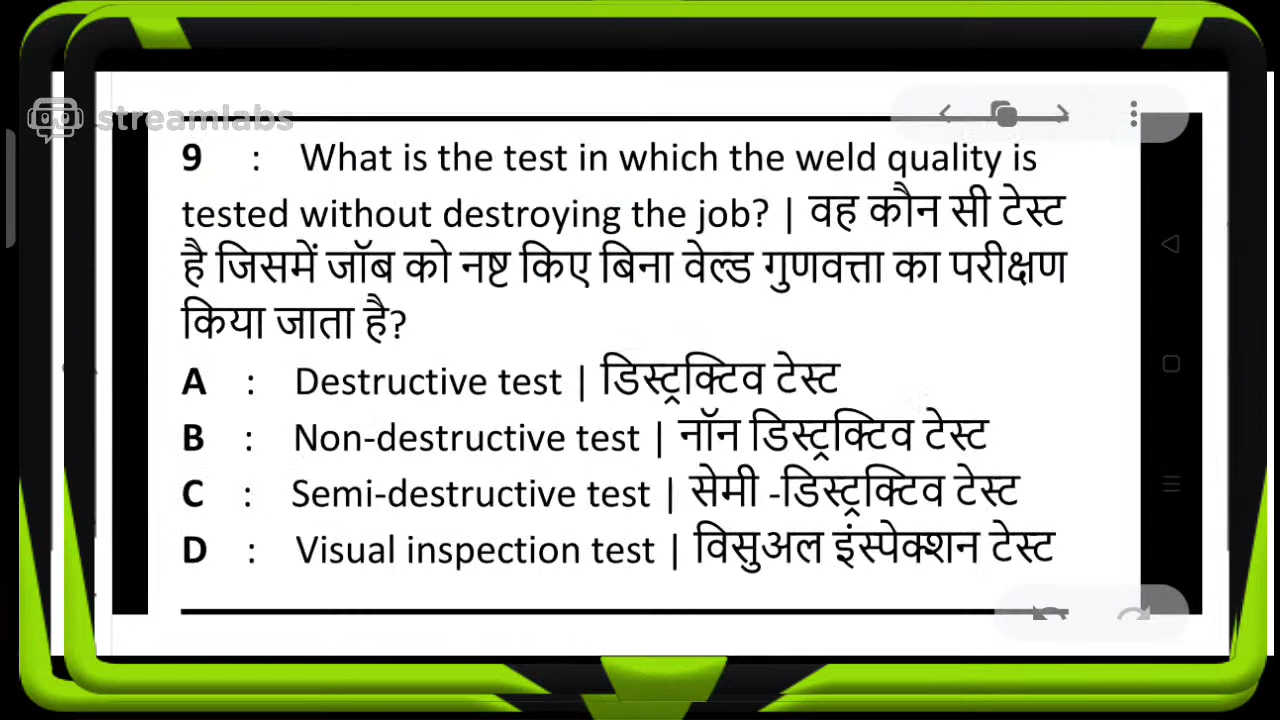 streamlabs
9 : What is the test in which the weld quality is
tested without destroying the job? | वह कौन सी टेस्ट
है जिसमें जॉब को नष्ट किए बिना वेल्ड गुणवत्ता का परीक्षण
किया जाता है?
A : Destructive test | डिस्ट्रक्टिव टेस्ट
B : Non-destructive test | नॉन डिस्ट्रक्टिव टेस्ट
C : Semi-destructive test | सेमी -डिस्ट्रक्टिव टेस्ट
D : Visual inspection test | विसुअल इंस्पेक्शन टेस्ट